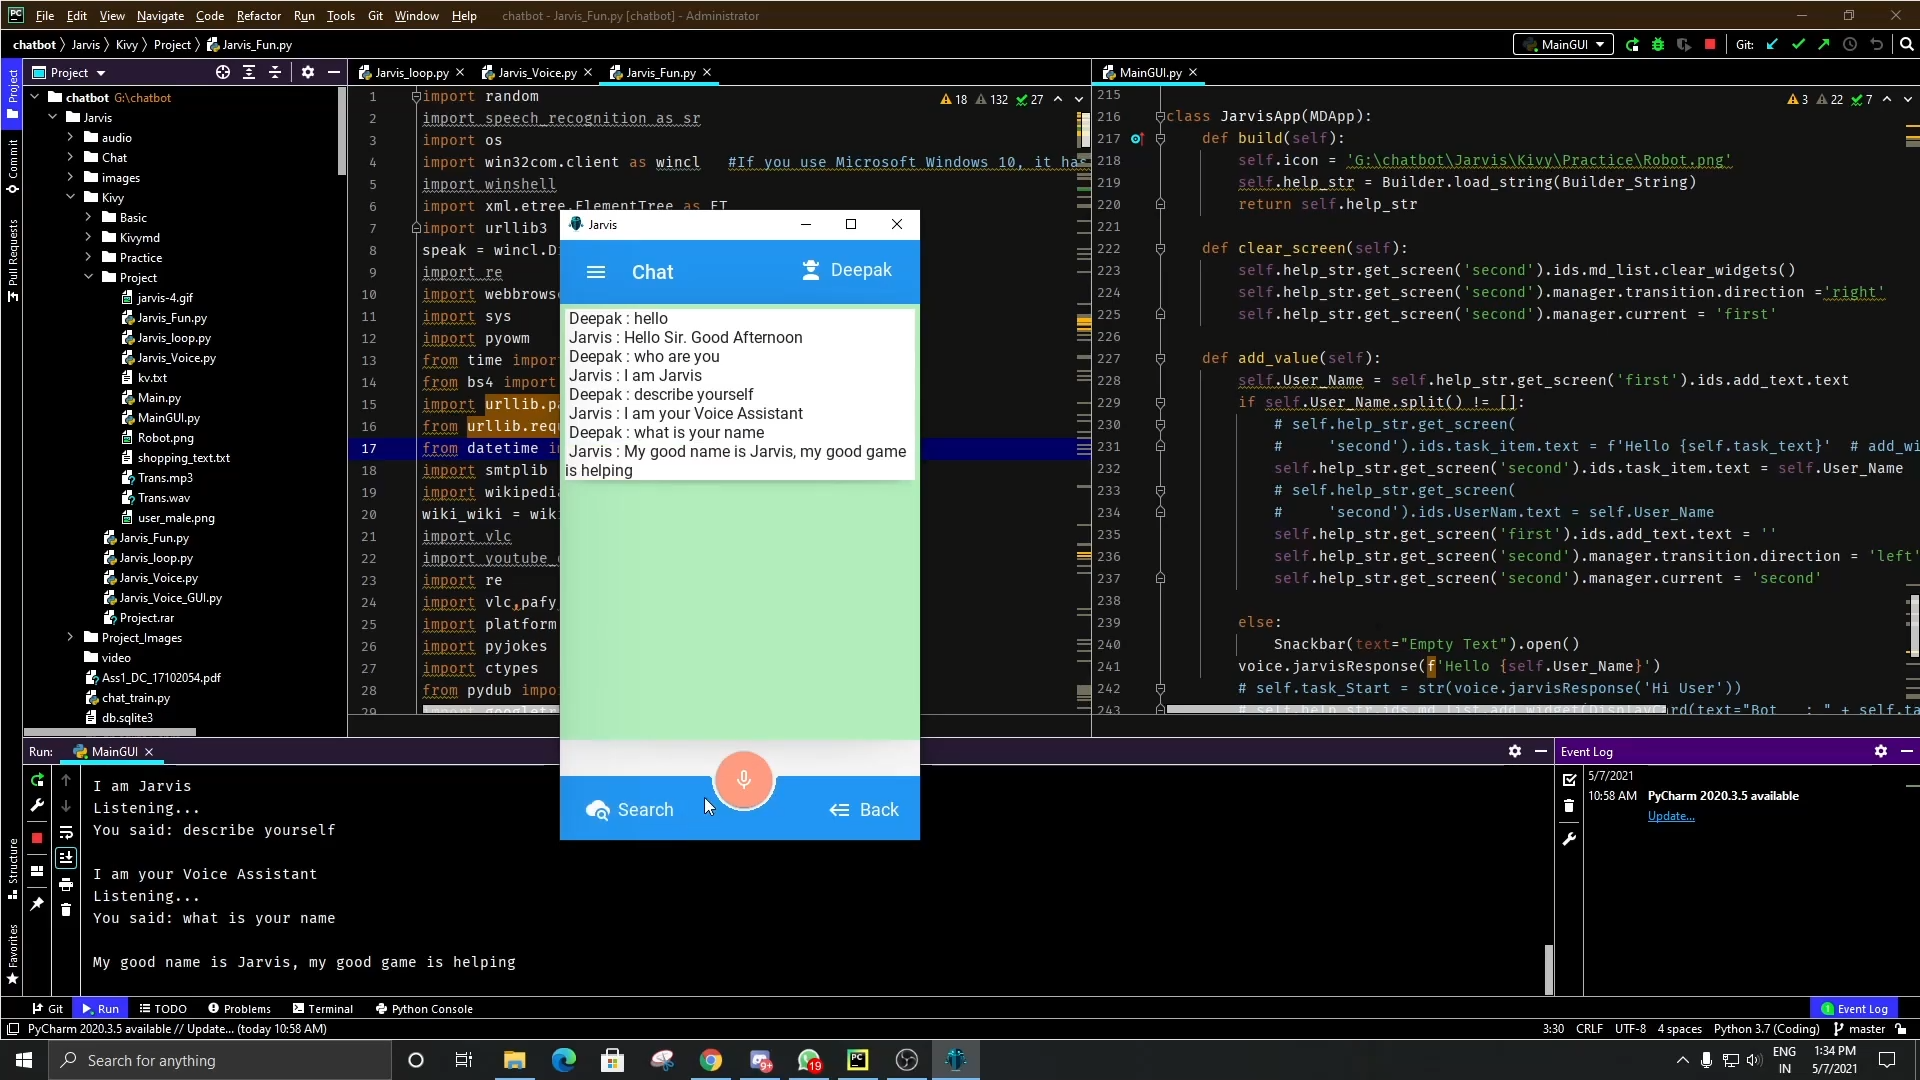 File Edit View Navigate Code Refactor Run Tools Git Window Help chatbot - Jarvis_Fun.py [chatbot] - Administrator
chatbot Jarvis Kivy Project Jarvis_Fun.py MainGUI Git:
Project
Commit
Pull Requests
Structure
Favorites
Project
chatbot G:\chatbot
Jarvis
audio
Chat
images
Kivy
Basic
Kivymd
Practice
Project
jarvis-4.gif
Jarvis_Fun.py
Jarvis_loop.py
Jarvis_Voice.py
kv.txt
Main.py
MainGUI.py
Robot.png
shopping_text.txt
Trans.mp3
Trans.wav
user_male.png
Jarvis_Fun.py
Jarvis_loop.py
Jarvis_Voice.py
Jarvis_Voice_GUI.py
Project.rar
Project_Images
video
Ass1_DC_17102054.pdf
chat_train.py
db.sqlite3
Jarvis_loop.py Jarvis_Voice.py Jarvis_Fun.py
18 132 27
1 import random
2 import speech_recognition as sr
3 import os
4 import win32com.client as wincl #If you use Microsoft Windows 10, it ha
5 import winshell
6 import xml.etree.ElementTree as ET
7 import urllib3
8 speak = wincl.D
9 import re
10 import webbrows
11 import sys
12 import pyowm
13 from time impor
14 from bs4 import
15 import urllib.p
16 from urllib.req
17 from datetime i
18 import smtplib
19 import wikipedi
20 wiki_wiki = wik
21 import vlc
22 import youtube_
23 import re
24 import vlc,pafy
25 import platform
26 import pyjokes
27 import ctypes
28 from pydub impo
29
MainGUI.py
3 22 7
215
216 class JarvisApp(MDApp):
217 def build(self):
218 self.icon = 'G:\chatbot\Jarvis\Kivy\Practice\Robot.png'
219 self.help_str = Builder.load_string(Builder_String)
220 return self.help_str
221
222 def clear_screen(self):
223 self.help_str.get_screen('second').ids.md_list.clear_widgets()
224 self.help_str.get_screen('second').manager.transition.direction ='right'
225 self.help_str.get_screen('second').manager.current = 'first'
226
227 def add_value(self):
228 self.User_Name = self.help_str.get_screen('first').ids.add_text.text
229 if self.User_Name.split() != []:
230 # self.help_str.get_screen(
231 # 'second').ids.task_item.text = f'Hello {self.task_text}' # add_wi
232 self.help_str.get_screen('second').ids.task_item.text = self.User_Name
233 # self.help_str.get_screen(
234 # 'second').ids.UserNam.text = self.User_Name
235 self.help_str.get_screen('first').ids.add_text.text = ''
236 self.help_str.get_screen('second').manager.transition.direction = 'left'
237 self.help_str.get_screen('second').manager.current = 'second'
238
239 else:
240 Snackbar(text="Empty Text").open()
241 voice.jarvisResponse(f'Hello {self.User_Name}')
242 # self.task_Start = str(voice.jarvisResponse('Hi User'))
243
Jarvis
Chat Deepak
Deepak : hello
Jarvis : Hello Sir. Good Afternoon
Deepak : who are you
Jarvis : I am Jarvis
Deepak : describe yourself
Jarvis : I am your Voice Assistant
Deepak : what is your name
Jarvis : My good name is Jarvis, my good game
is helping
Search Back
Run: MainGUI
I am Jarvis
Listening...
You said: describe yourself
I am your Voice Assistant
Listening...
You said: what is your name
My good name is Jarvis, my good game is helping
Event Log
5/7/2021
10:58 AM PyCharm 2020.3.5 available
Update...
Git Run TODO Problems Terminal Python Console 1 Event Log
PyCharm 2020.3.5 available // Update... (today 10:58 AM) 3:30 CRLF UTF-8 4 spaces Python 3.7 (Coding) master
Search for anything 9+ 19 ENG 1:34 PM
IN 5/7/2021